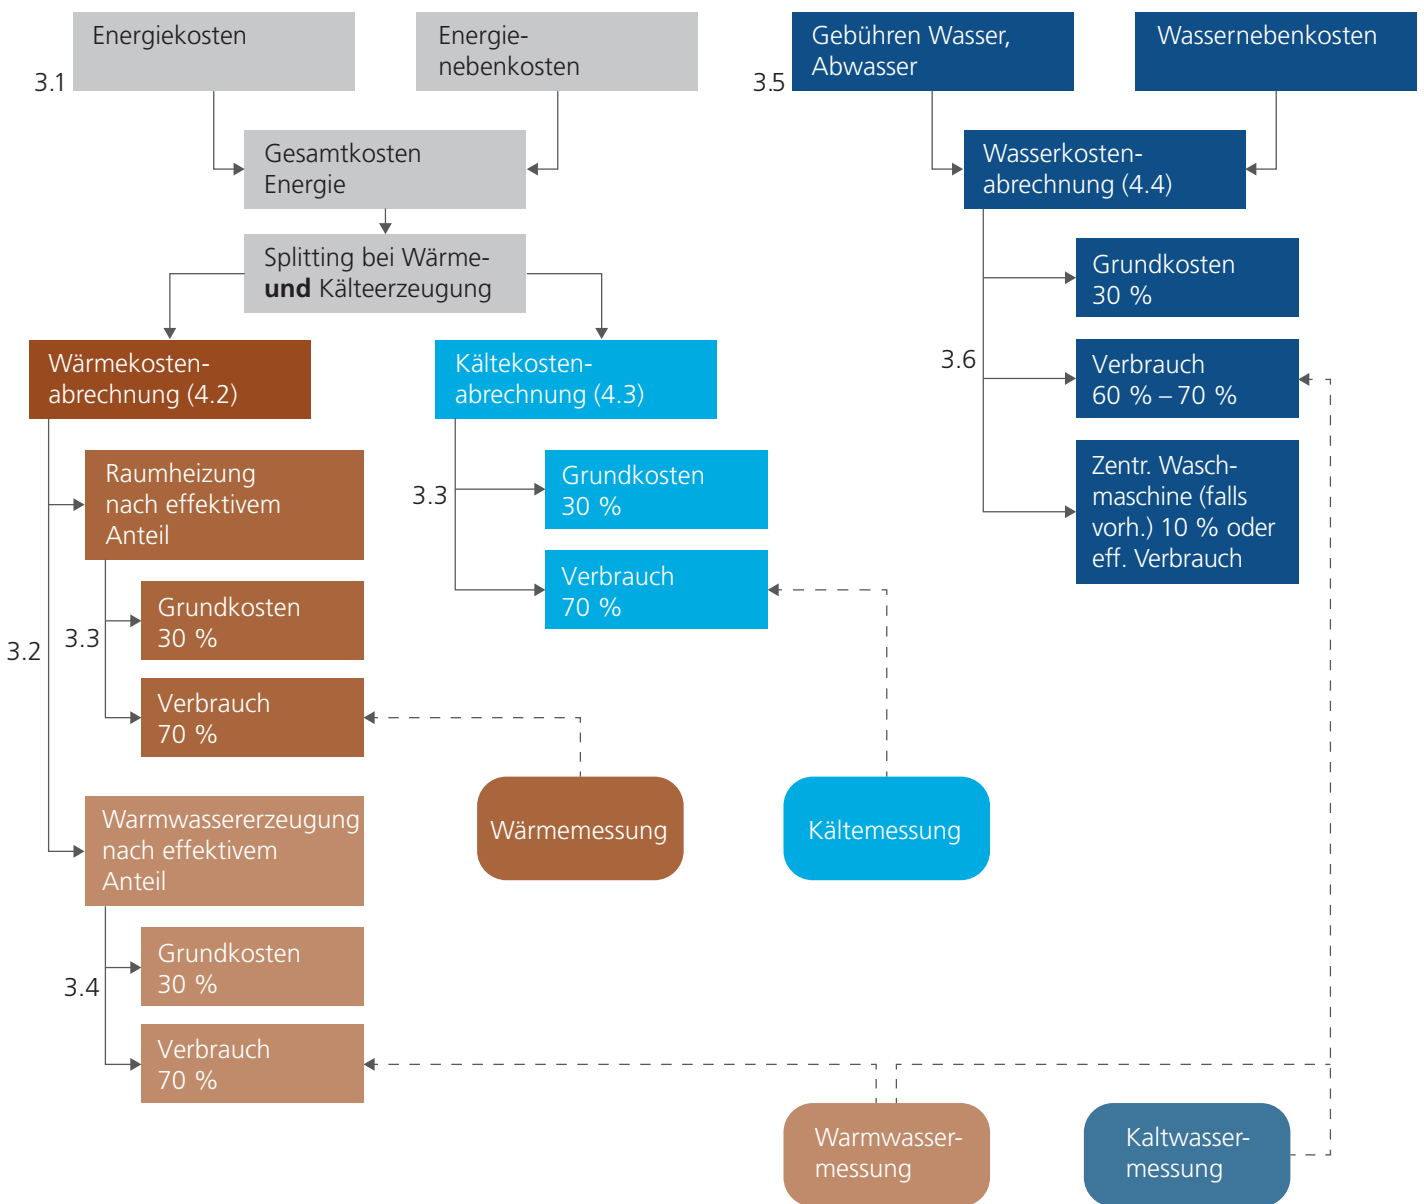 Energiekosten
Energie-
nebenkosten
3.1
Gesamtkosten
Energie
Splitting bei Wärme-
und Kälteerzeugung
Wärmekosten-
abrechnung (4.2)
3.2
Raumheizung
nach effektivem
Anteil
3.3
Grundkosten
30 %
Verbrauch
70 %
Warmwassererzeugung
nach effektivem
Anteil
3.4
Grundkosten
30 %
Verbrauch
70 %
Kältekosten-
abrechnung (4.3)
3.3
Grundkosten
30 %
Verbrauch
70 %
Wärmemessung
Kältemessung
Gebühren Wasser,
Abwasser
Wassernebenkosten
3.5
Wasserkosten-
abrechnung (4.4)
3.6
Grundkosten
30 %
Verbrauch
60 % – 70 %
Zentr. Wasch-
maschine (falls
vorh.) 10 % oder
eff. Verbrauch
Warmwasser-
messung
Kaltwasser-
messung